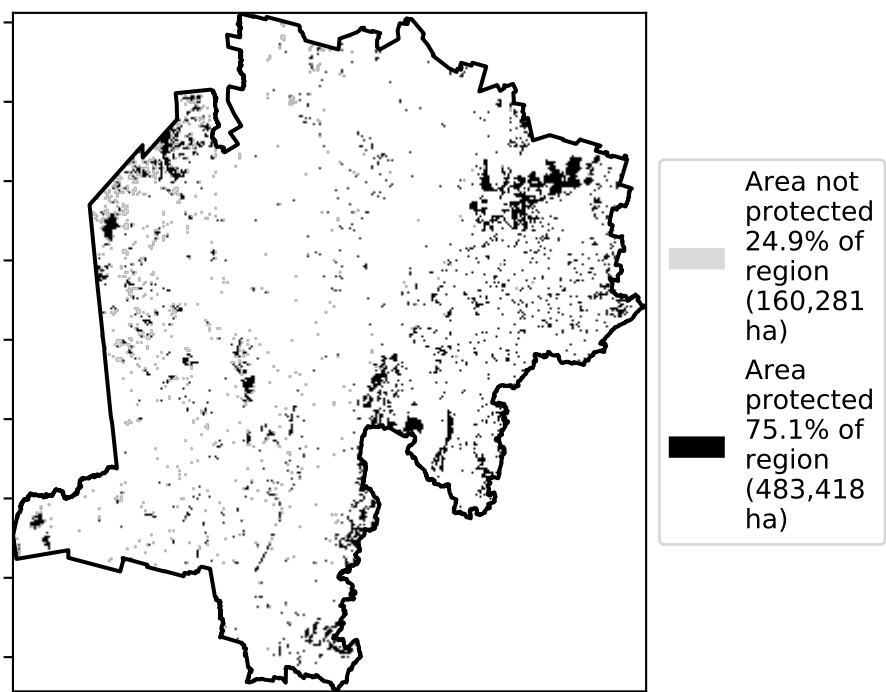 Area not
protected
24.9% of
region
(160,281
ha)
Area
protected
75.1% of
region
(483,418
ha)